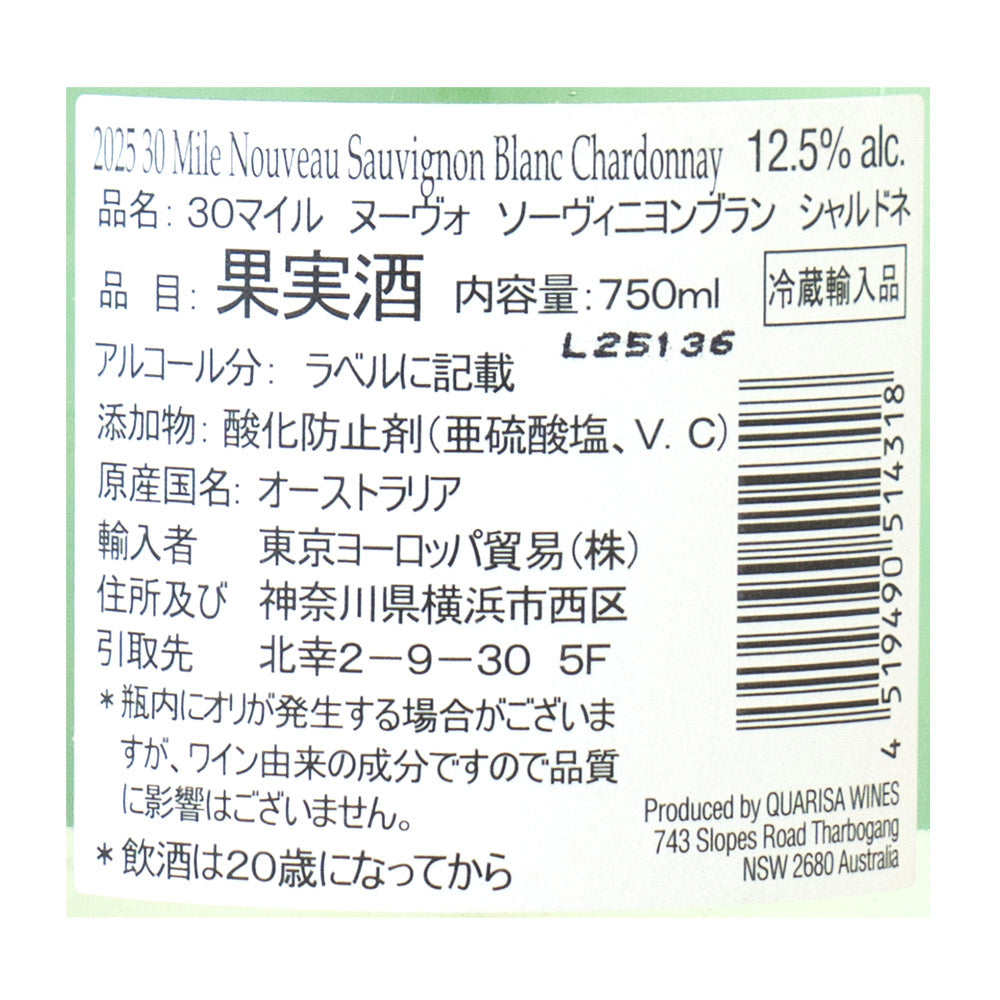 2025 30 Mile Nouveau Sauvignon Blanc Chardonnay 12.5% alc.
品名: 30マイル ヌーヴォ ソーヴィニヨンブラン シャルドネ
品 目: 果実酒 内容量:750ml 冷蔵輸入品
L25136
アルコール分: ラベルに記載
添加物: 酸化防止剤(亜硫酸塩、V. C)
原産国名: オーストラリア
輸入者 東京ヨーロッパ貿易(株)
住所及び 神奈川県横浜市西区
引取先 北幸2-9-30 5F
*瓶内にオリが発生する場合がございま
すが、ワイン由来の成分ですので品質
に影響はございません。
*飲酒は20歳になってから
4 519490 514318
Produced by QUARISA WINES
743 Slopes Road Tharbogang
NSW 2680 Australia